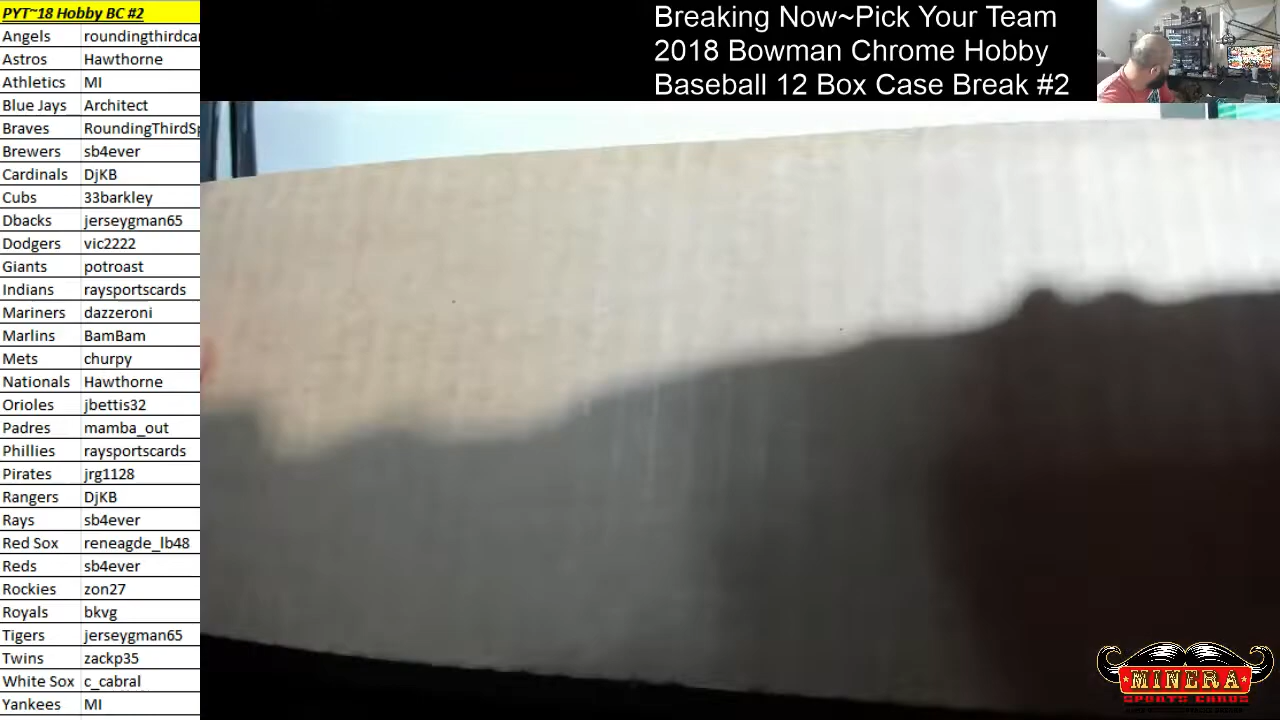 PYT~18 Hobby BC #2
Angels roundingthirdcar
Astros Hawthorne
Athletics MI
Blue Jays Architect
Braves RoundingThirdSp
Brewers sb4ever
Cardinals DjKB
Cubs 33barkley
Dbacks jerseygman65
Dodgers vic2222
Giants potroast
Indians raysportscards
Mariners dazzeroni
Marlins BamBam
Mets churpy
Nationals Hawthorne
Orioles jbettis32
Padres mamba_out
Phillies raysportscards
Pirates jrg1128
Rangers DjKB
Rays sb4ever
Red Sox reneagde_lb48
Reds sb4ever
Rockies zon27
Royals bkvg
Tigers jerseygman65
Twins zackp35
White Sox c_cabral
Yankees MI
Breaking Now~Pick Your Team
2018 Bowman Chrome Hobby
Baseball 12 Box Case Break #2
MINERA
SPORTS CARDS